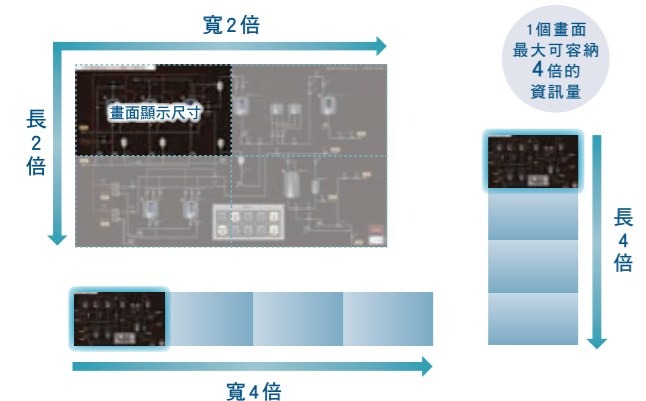 寬2倍
1個畫面
最大可容納
4倍的
資訊量
畫面顯示尺寸
長2倍
長4倍
寬4倍